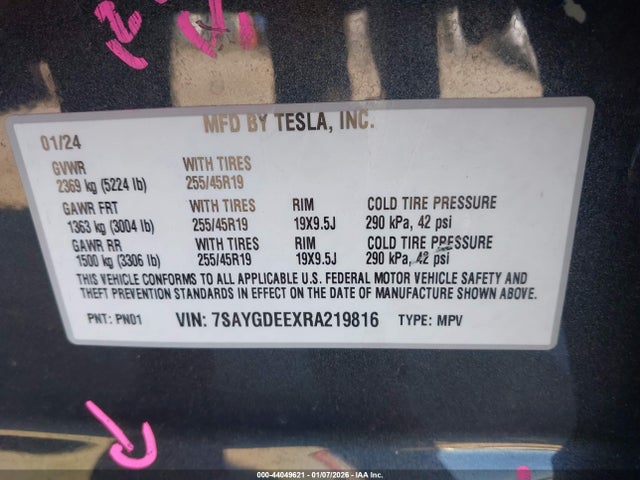 MFD BY TESLA, INC.
01/24
GVWR WITH TIRES
2369 kg (5224 lb) 255/45R19
GAWR FRT WITH TIRES RIM COLD TIRE PRESSURE
1363 kg (3004 lb) 255/45R19 19X9.5J 290 kPa, 42 psi
GAWR RR WITH TIRES RIM COLD TIRE PRESSURE
1500 kg (3306 lb) 255/45R19 19X9.5J 290 kPa, 42 psi
THIS VEHICLE CONFORMS TO ALL APPLICABLE U.S. FEDERAL MOTOR VEHICLE SAFETY AND
THEFT PREVENTION STANDARDS IN EFFECT ON THE DATE OF MANUFACTURE SHOWN ABOVE.
PNT: PN01 VIN: 7SAYGDEEXRA219816 TYPE: MPV
000-44049621 - 01/07/2026 - IAA Inc.